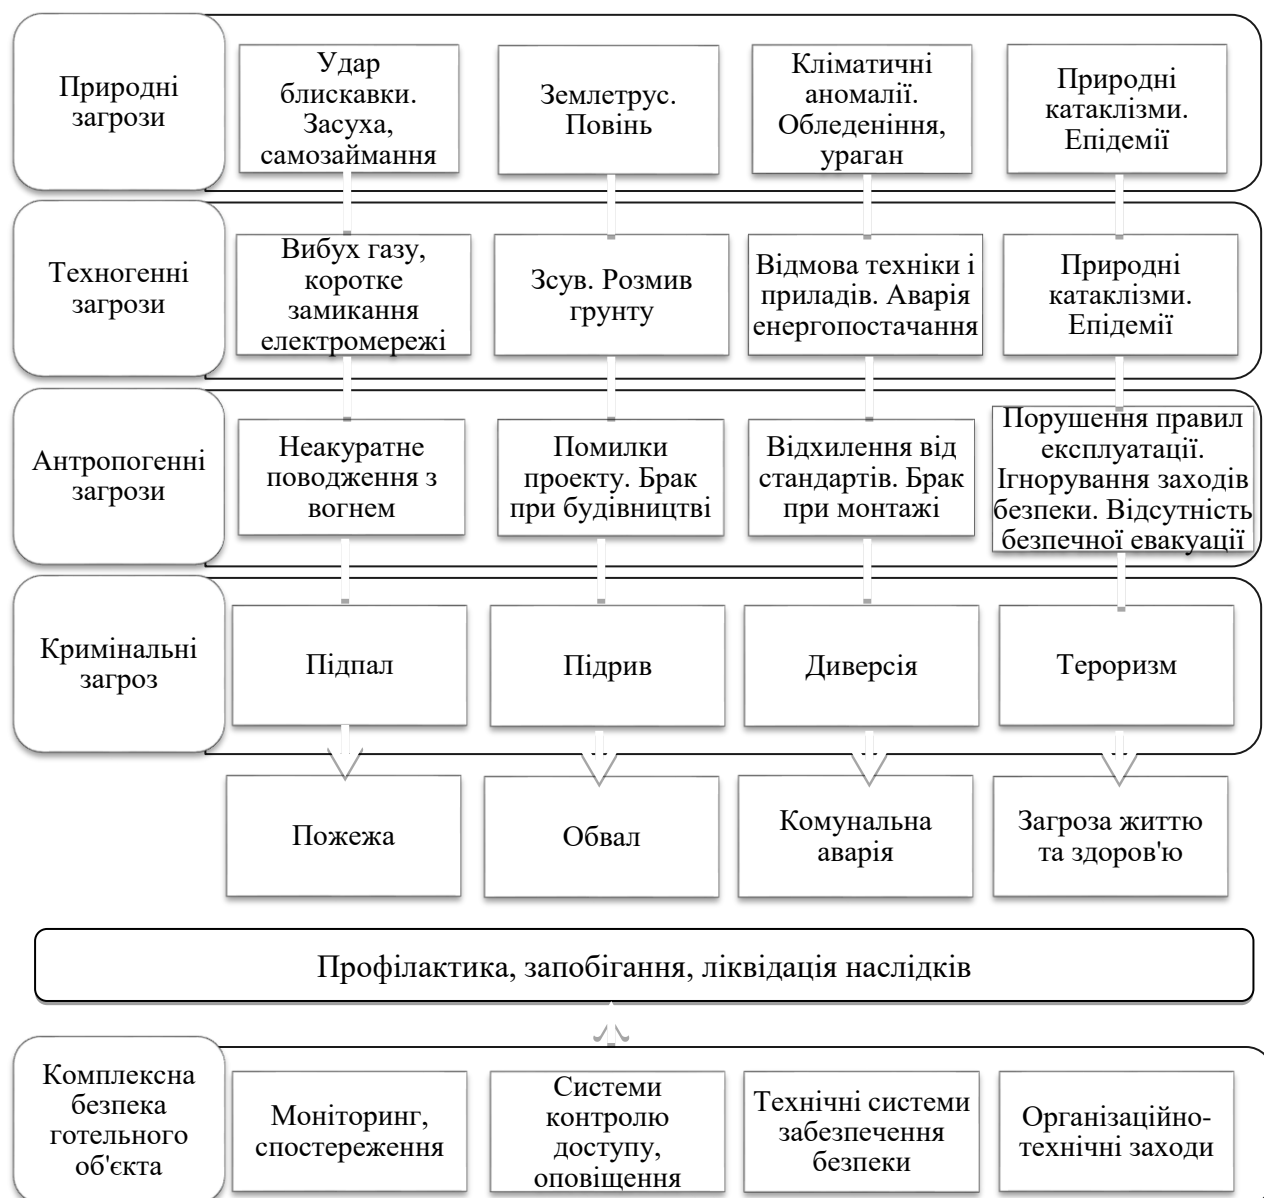 Природні
загрози
Удар
блискавки.
Засуха,
самозаймання
Землетрус.
Повінь
Кліматичні
аномалії.
Обледеніння,
ураган
Природні
катаклізми.
Епідемії
Техногенні
загрози
Вибух газу,
коротке
замикання
електромережі
Зсув. Розмив
грунту
Відмова техніки і
приладів. Аварія
енергопостачання
Природні
катаклізми.
Епідемії
Антропогенні
загрози
Неакуратне
поводження з
вогнем
Помилки
проекту. Брак
при будівництві
Відхилення від
стандартів. Брак
при монтажі
Порушення правил
експлуатації.
Ігнорування заходів
безпеки. Відсутність
безпечної евакуації
Кримінальні
загроз
Підпал
Підрив
Диверсія
Тероризм
Пожежа
Обвал
Комунальна
аварія
Загроза життю
та здоров'ю
Профілактика, запобігання, ліквідація наслідків
Комплексна
безпека
готельного
об'єкта
Моніторинг,
спостереження
Системи
контролю
доступу,
оповіщення
Технічні системи
забезпечення
безпеки
Організаційно-
технічні заходи